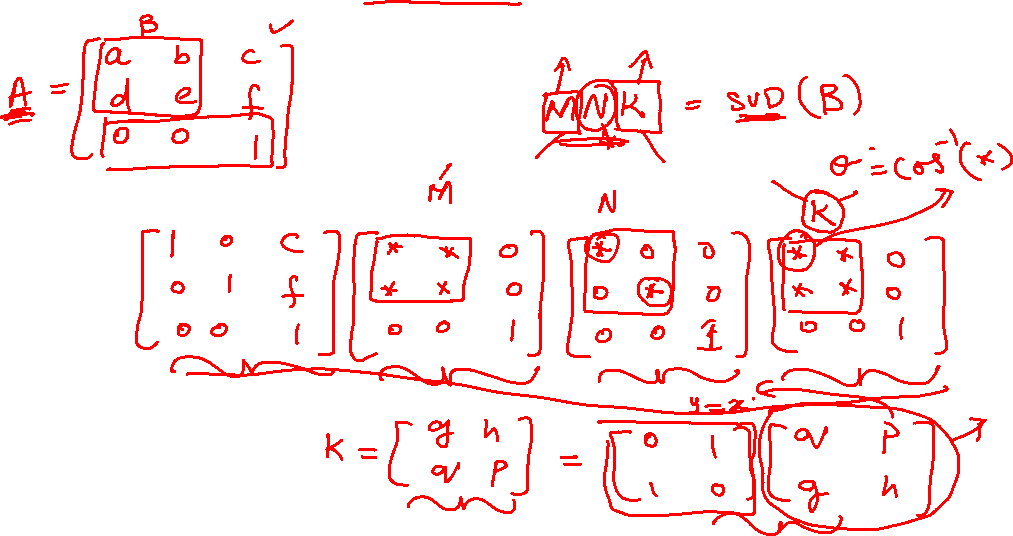 B ✓
A = [ a b c
d e f
0 0 1 ]
M N K = SVD (B)
θ = cos⁻¹(*)
M N K
[ 1 0 c ] [ * * 0 ] [ * 0 0 ] [ * * 0 ]
[ 0 1 f ] [ * * 0 ] [ 0 * 0 ] [ * * 0 ]
[ 0 0 1 ] [ 0 0 1 ] [ 0 0 1 ] [ 0 0 1 ]
y = x
K = [ g h ] = [ 0 1 ] [ q p ]
[ q p ] [ 1 0 ] [ g h ]